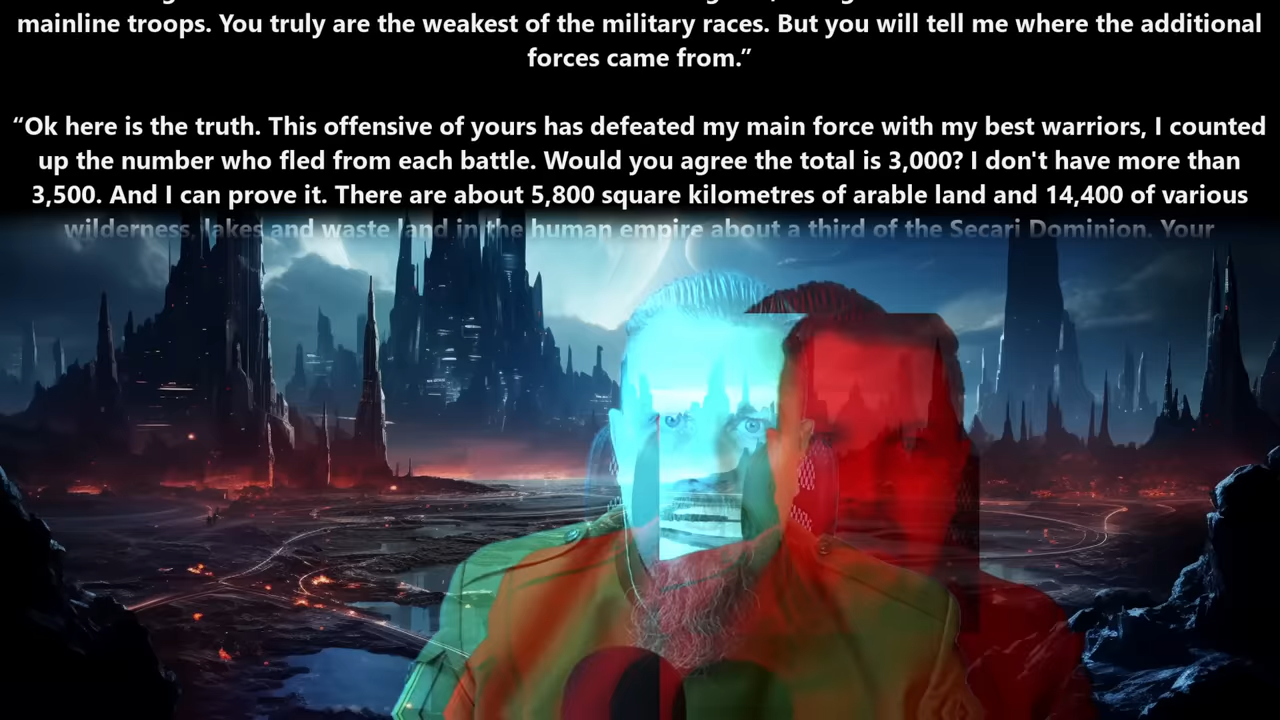 mainline troops. You truly are the weakest of the military races. But you will tell me where the additional
forces came from.”
“Ok here is the truth. This offensive of yours has defeated my main force with my best warriors, I counted
up the number who fled from each battle. Would you agree the total is 3,000? I don't have more than
3,500. And I can prove it. There are about 5,800 square kilometres of arable land and 14,400 of various
wilderness, lakes and waste land in the human empire about a third of the Secari Dominion. Your